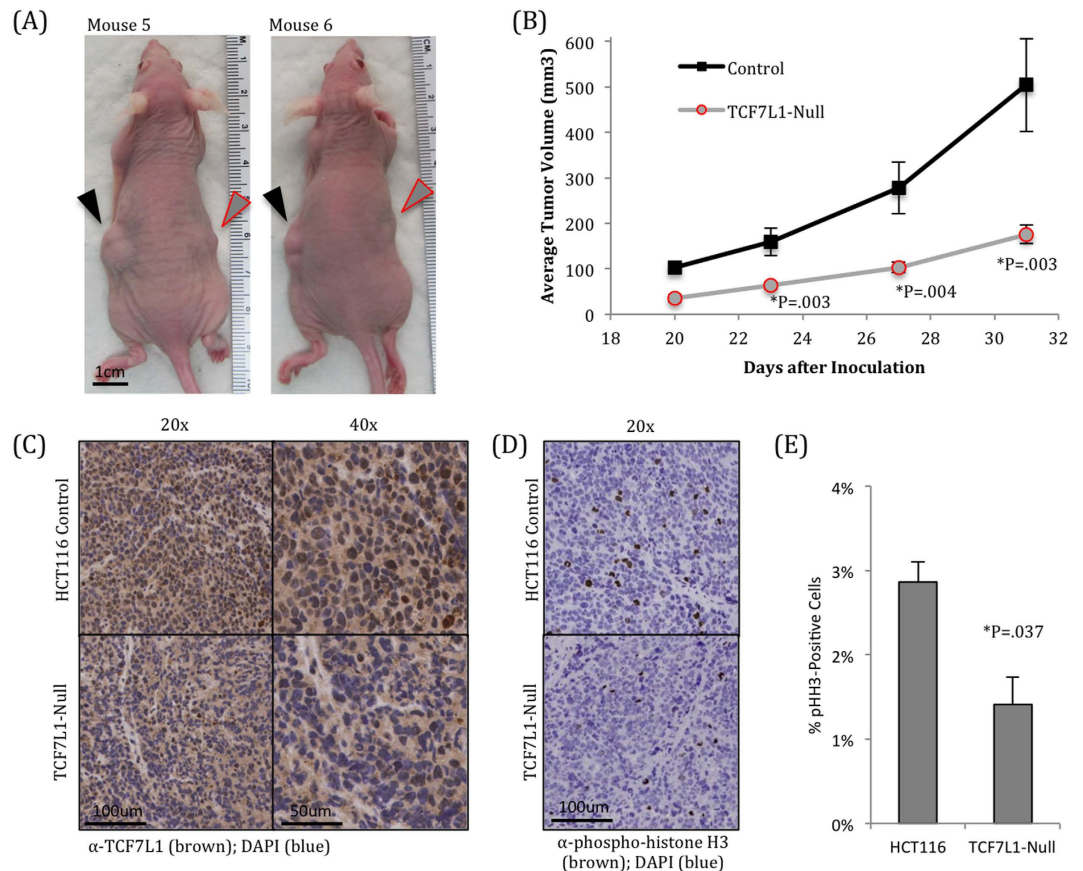 (A)
Mouse 5
Mouse 6
1cm
(B)
Average Tumor Volume (mm3)
600
500
400
300
200
100
0
18 20 22 24 26 28 30 32
Days after Inoculation
Control
TCF7L1-Null
*P=.003
*P=.004
*P=.003
(C)
20x
40x
HCT116 Control
TCF7L1-Null
100um
50um
α-TCF7L1 (brown); DAPI (blue)
(D)
20x
HCT116 Control
TCF7L1-Null
100um
α-phospho-histone H3
(brown); DAPI (blue)
(E)
% pHH3-Positive Cells
4%
3%
2%
1%
0%
*P=.037
HCT116
TCF7L1-Null